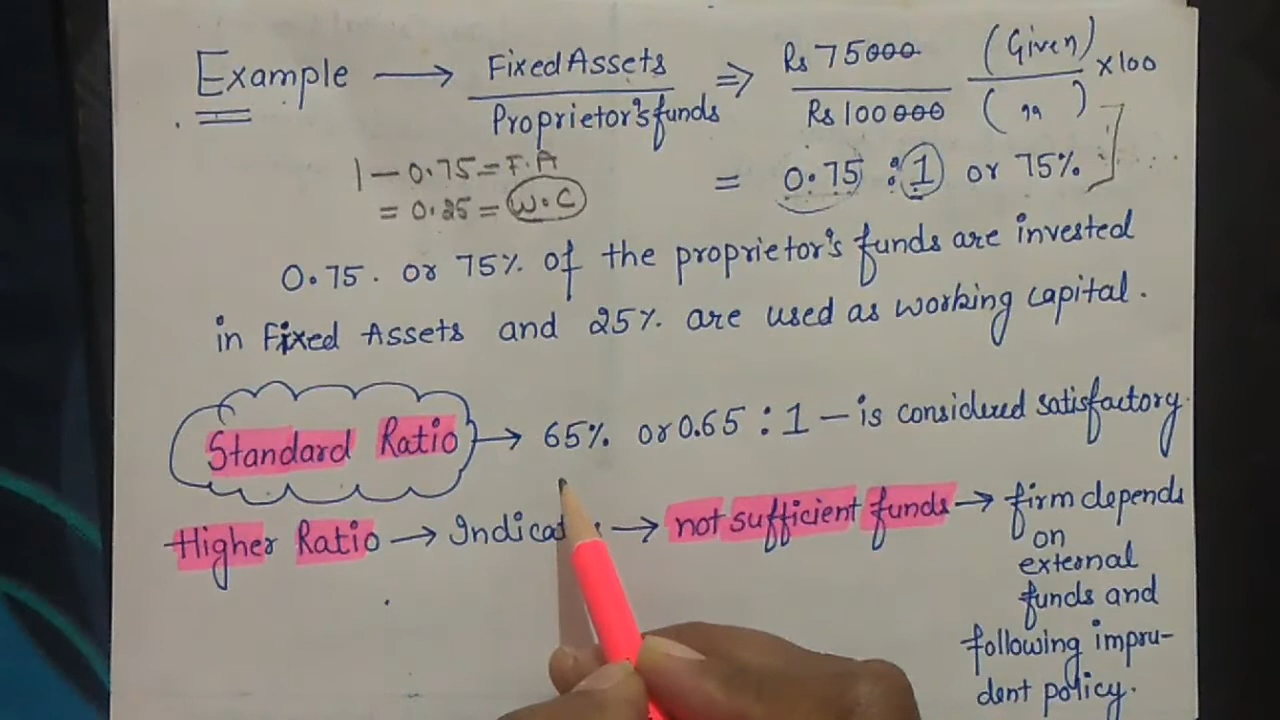 Example → Fixed Assets / Proprietor's funds ⇒ Rs 75000 / Rs 100000 (Given) / ( ,, ) ×100
1 – 0.75 = F.A
= 0.25 = W.C
= 0.75 : 1 or 75%
0.75. or 75% of the proprietor's funds are invested
in Fixed Assets and 25% are used as working capital.
Standard Ratio → 65% or 0.65 : 1 – is considered satisfactory.
Higher Ratio → → not sufficient funds → firm depends
on
external
funds and
following impru-
dent policy.